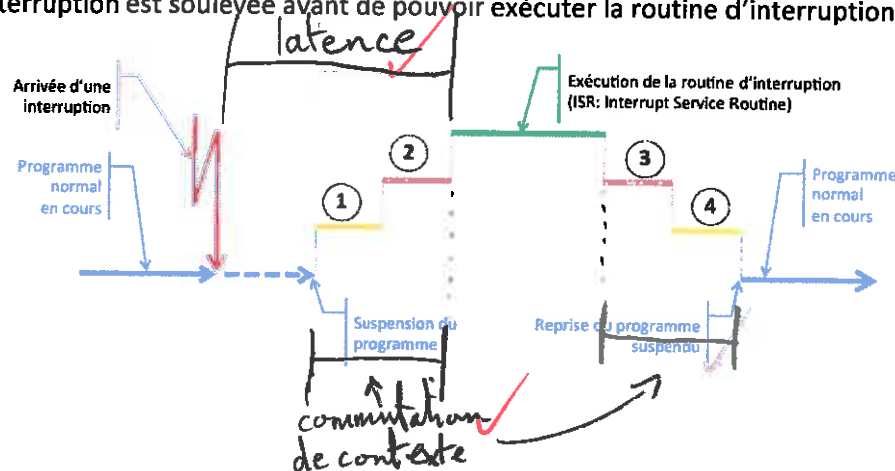 terruption est soulevée avant de pouvoir exécuter la routine d'interruption
latence
Arrivée d'une
interruption
Exécution de la routine d'interruption
(ISR: Interrupt Service Routine)
Programme
normal
en cours
1
2
3
4
Programme
normal
en cours
Suspension du
programme
Reprise du programme
suspendu
commutation
de contexte